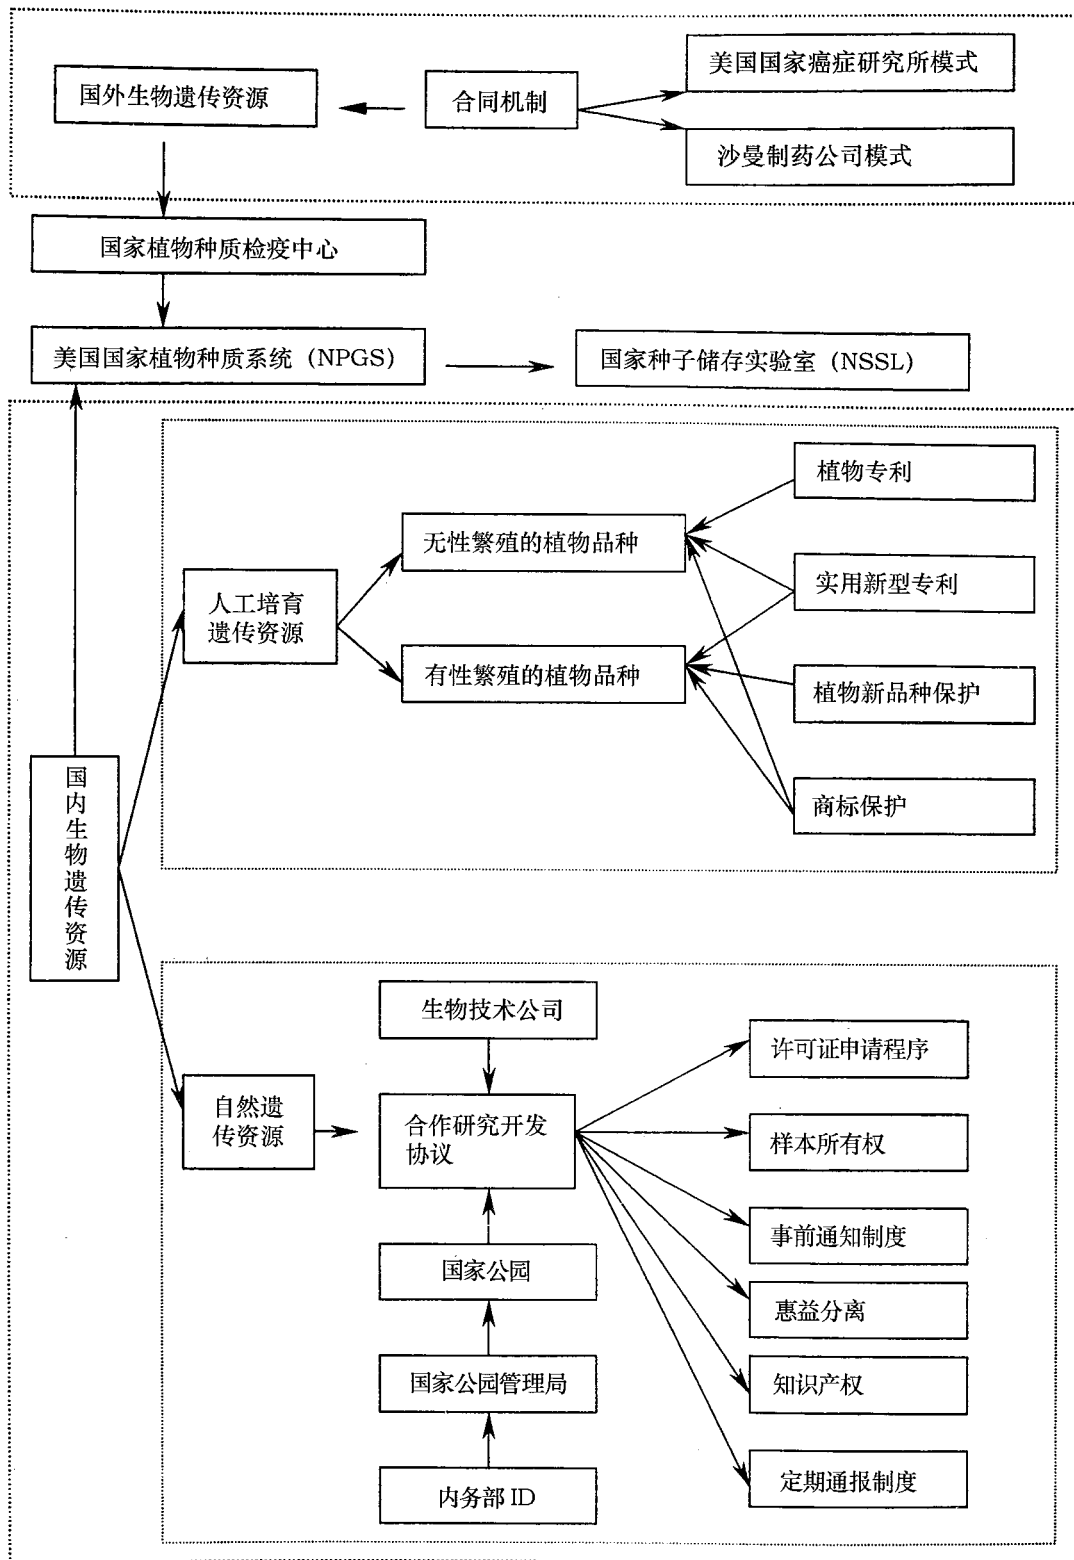 美国国家癌症研究所模式
国外生物遗传资源
合同机制
沙曼制药公司模式
国家植物种质检疫中心
美国国家植物种质系统（NPGS）
国家种子储存实验室（NSSL）
植物专利
无性繁殖的植物品种
实用新型专利
人工培育
遗传资源
有性繁殖的植物品种
植物新品种保护
商标保护
国内生物遗传资源
生物技术公司
许可证申请程序
自然遗
传资源
合作研究开发
协议
样本所有权
事前通知制度
国家公园
惠益分离
国家公园管理局
知识产权
定期通报制度
内务部 ID